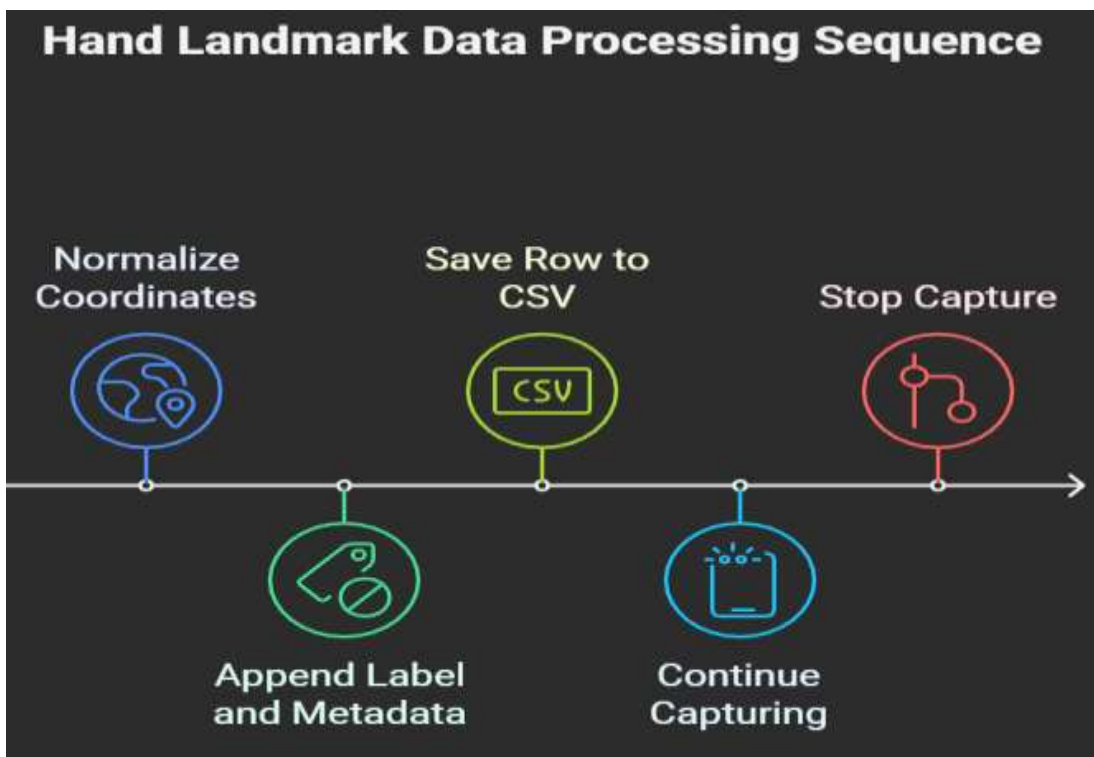 Hand Landmark Data Processing Sequence
Normalize
Coordinates
Append Label
and Metadata
Save Row to
CSV
CSV
Continue
Capturing
Stop Capture